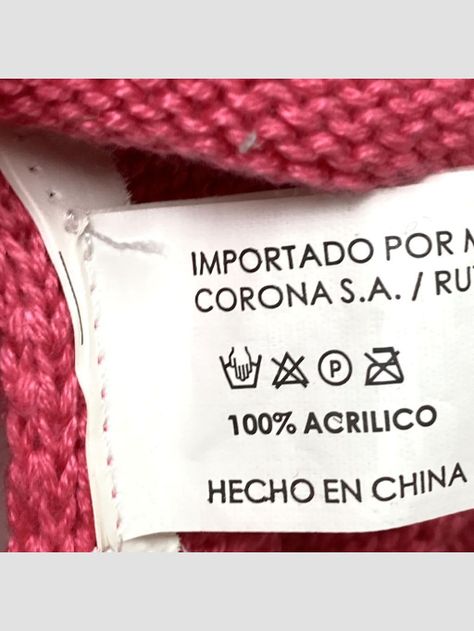 IMPORTADO POR
CORONA S.A. / RU
P
100% ACRILICO
HECHO EN CHINA